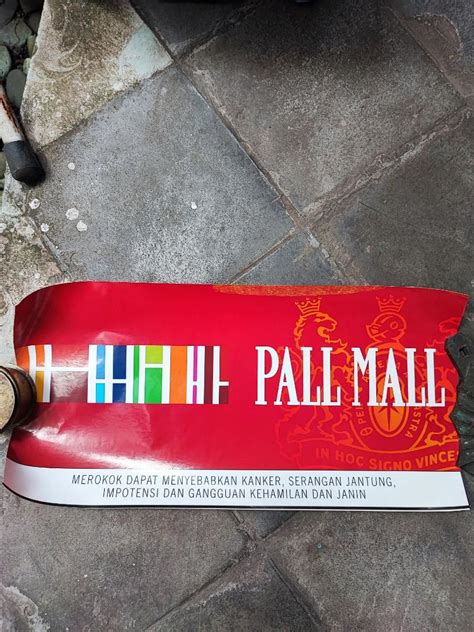 PALL MALL
IN HOC SIGNO VINCE
MEROKOK DAPAT MENYEBABKAN KANKER, SERANGAN JANTUNG,
IMPOTENSI DAN GANGGUAN KEHAMILAN DAN JANIN